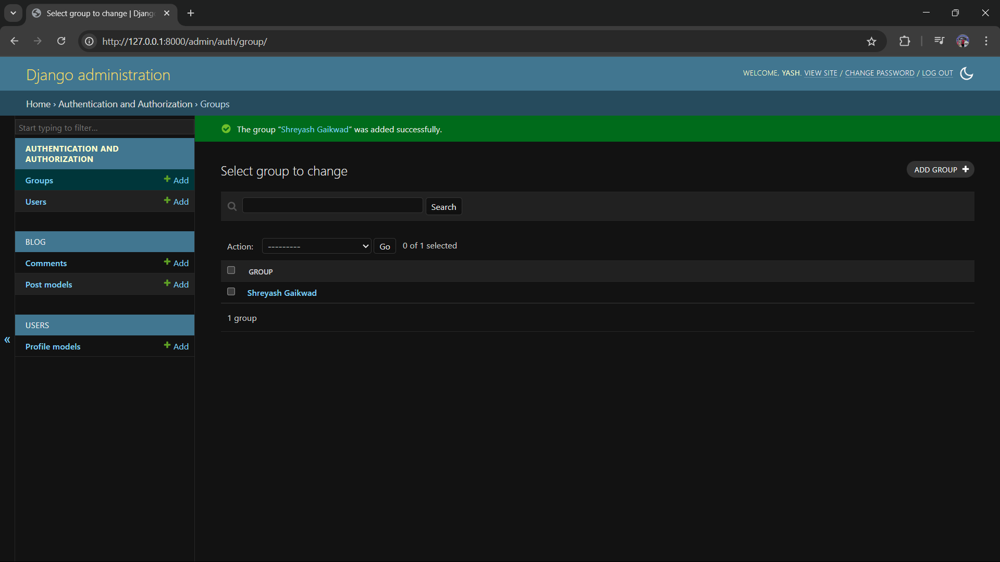 Select group to change | Djang
http://127.0.0.1:8000/admin/auth/group/
Django administration
WELCOME, YASH. VIEW SITE / CHANGE PASSWORD / LOG OUT
Home › Authentication and Authorization › Groups
Start typing to filter...
AUTHENTICATION AND
AUTHORIZATION
Groups
Add
Users
Add
BLOG
Comments
Add
Post models
Add
USERS
Profile models
Add
«
The group “Shreyash Gaikwad” was added successfully.
Select group to change
ADD GROUP
Search
Action:
---------
Go
0 of 1 selected
GROUP
Shreyash Gaikwad
1 group